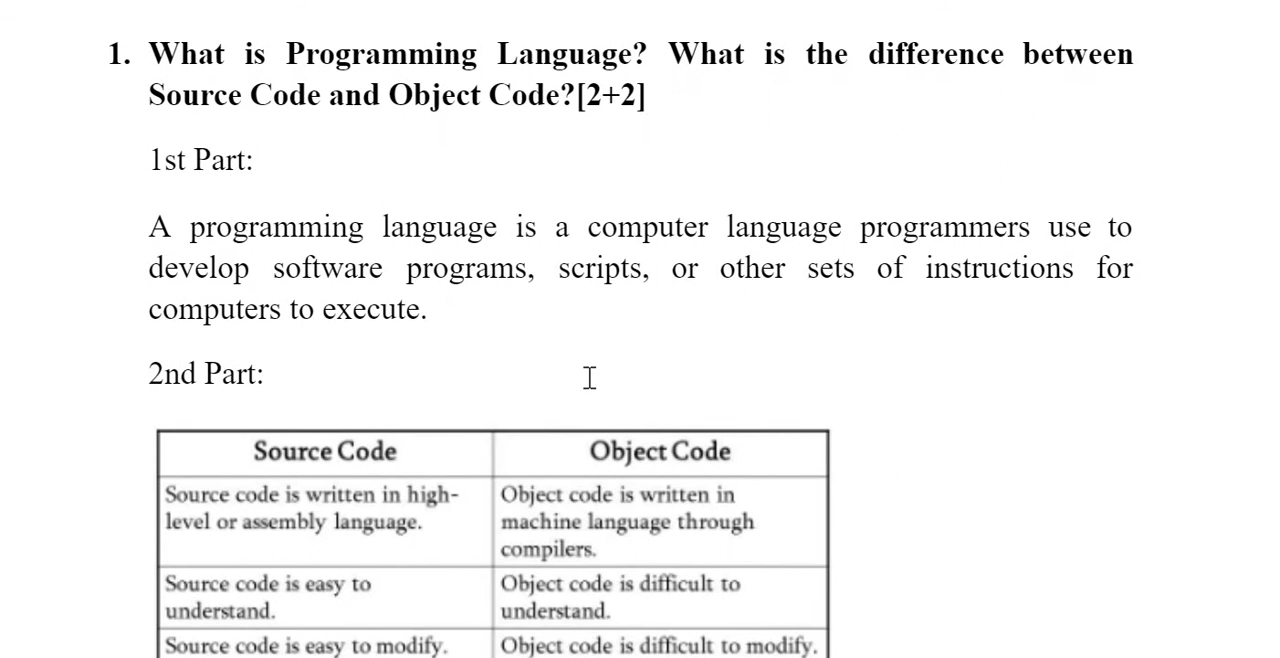 1. What is Programming Language? What is the difference between
Source Code and Object Code?[2+2]
1st Part:
A programming language is a computer language programmers use to
develop software programs, scripts, or other sets of instructions for
computers to execute.
2nd Part:
Source Code
Object Code
Source code is written in high-
level or assembly language.
Object code is written in
machine language through
compilers.
Source code is easy to
understand.
Object code is difficult to
understand.
Source code is easy to modify.
Object code is difficult to modify.